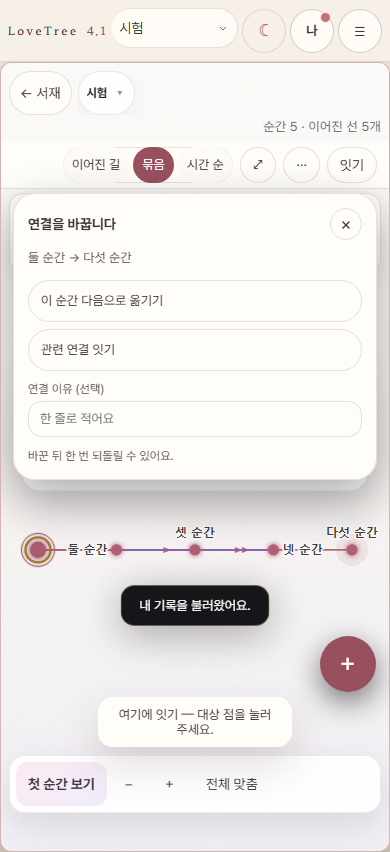 LoveTree 4.1 시험 ☾ 나 ☰
← 서재 시험 ▼
순간 5 · 이어진 선 5개
이어진 길 묶음 시간 순 ⤢ ··· 잇기
연결을 바꿉니다 ×
둘 순간 → 다섯 순간
이 순간 다음으로 옮기기
관련 연결 잇기
연결 이유 (선택)
한 줄로 적어요
바꾼 뒤 한 번 되돌릴 수 있어요.
셋 순간 다섯 순간
둘 순간 넷 순간
내 기록을 불러왔어요.
+
여기에 잇기 — 대상 점을 눌러
주세요.
첫 순간 보기 − + 전체 맞춤